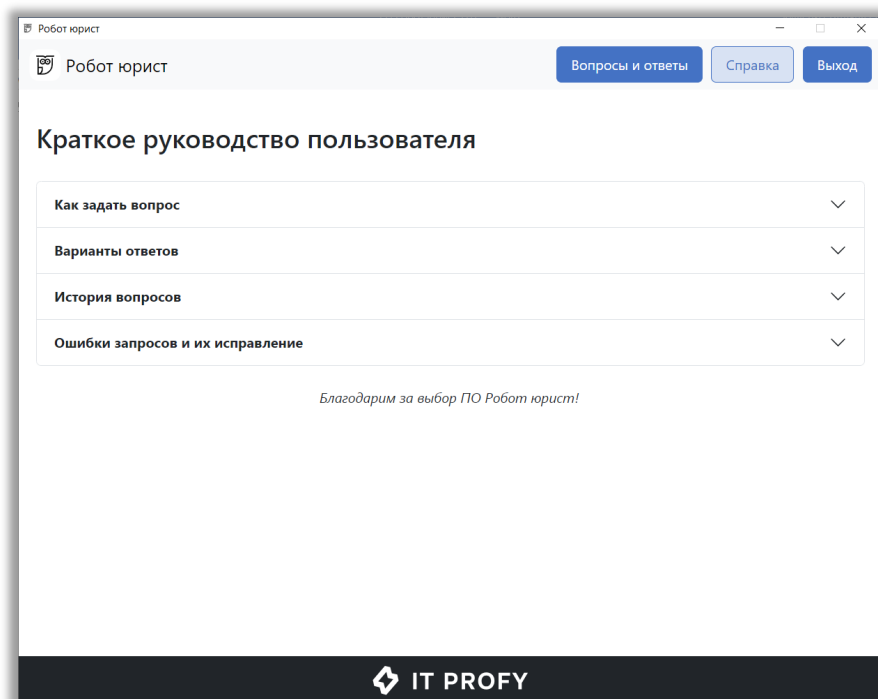 Робот юрист
Робот юрист
Вопросы и ответы
Справка
Выход
Краткое руководство пользователя
Как задать вопрос
Варианты ответов
История вопросов
Ошибки запросов и их исправление
Благодарим за выбор ПО Робот юрист!
IT PROFY